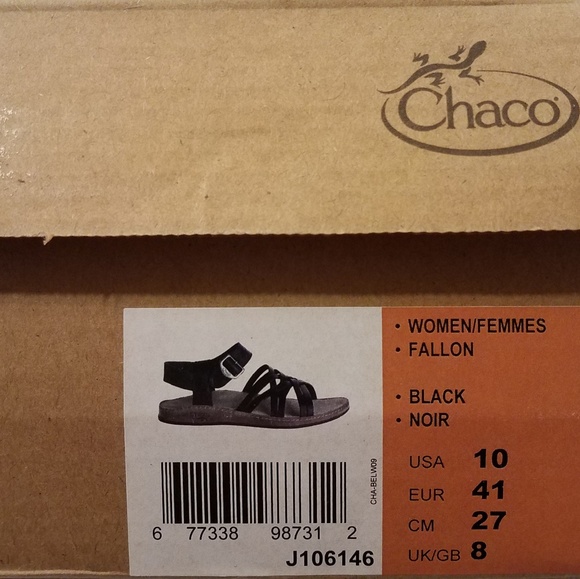 Chaco
• WOMEN/FEMMES
• FALLON
• BLACK
• NOIR
USA 10
EUR 41
CM 27
UK/GB 8
CHA-BELW09
6 77338 98731 2
J106146